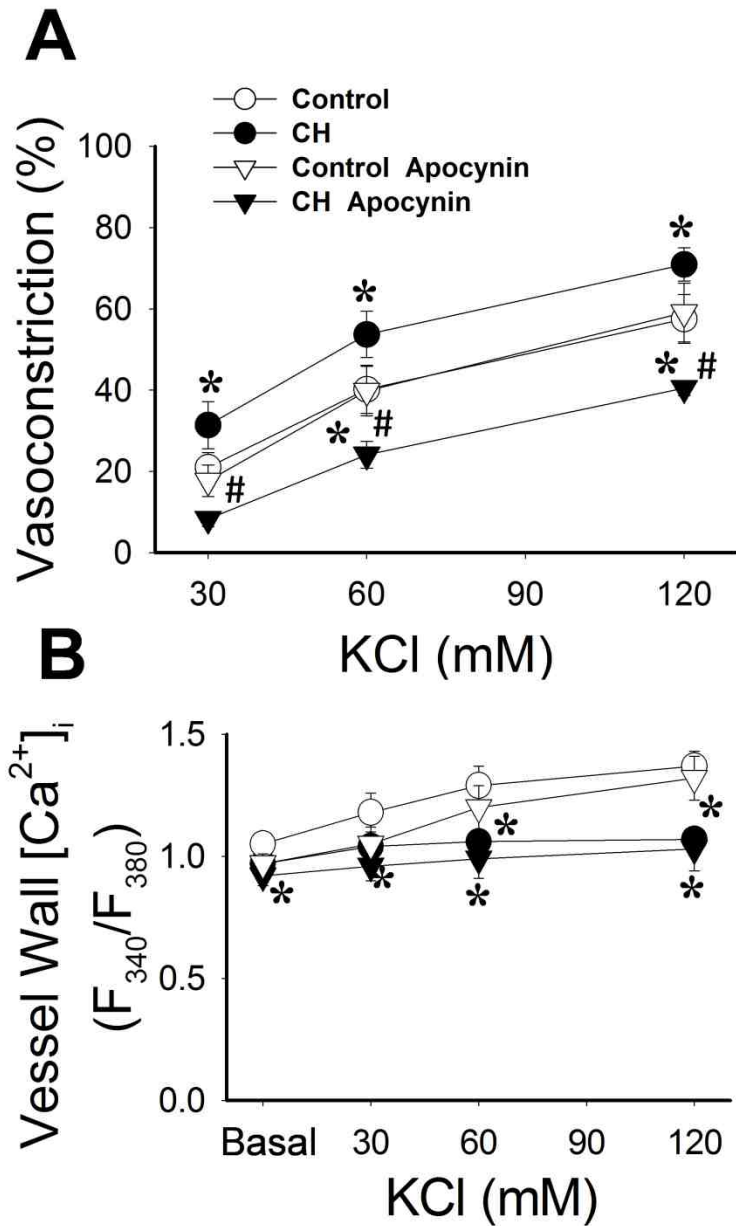 A
Control
CH
Control Apocynin
CH Apocynin
Vasoconstriction (%)
100
80
60
40
20
0
* * *
* # * #
#
30 60 90 120
KCl (mM)
B
Vessel Wall [Ca²⁺]ᵢ
(F₃₄₀/F₃₈₀)
1.5
1.0
0.5
0.0
* *
* * * *
Basal 30 60 90 120
KCl (mM)